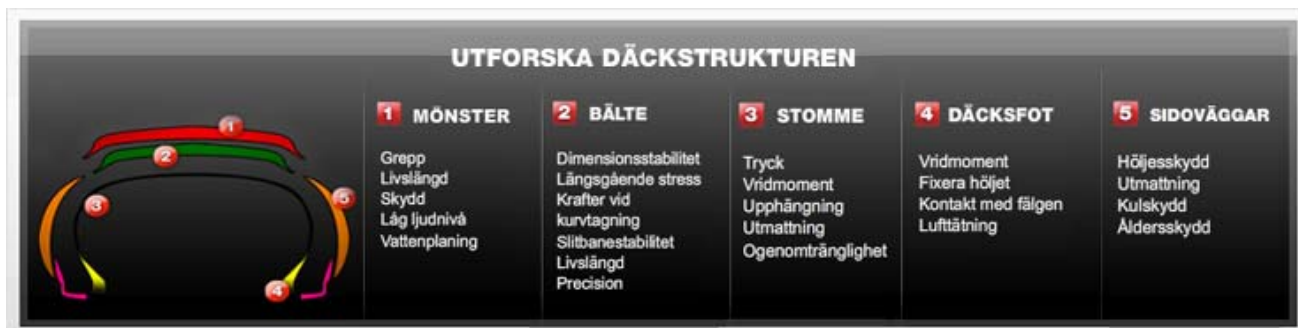 UTFORSKA DÄCKSTRUKTUREN
1 MÖNSTER
Grepp
Livslängd
Skydd
Låg ljudnivå
Vattenplaning
2 BÄLTE
Dimensionsstabilitet
Längsgående stress
Krafter vid
kurvtagning
Slitbanestabilitet
Livslängd
Precision
3 STOMME
Tryck
Vridmoment
Upphängning
Utmattning
Ogenomtränglighet
4 DÄCKSFOT
Vridmoment
Fixera höljet
Kontakt med fälgen
Lufttätning
5 SIDOVÄGGAR
Höljesskydd
Utmattning
Kulskydd
Åldersskydd
1
2
3
5
4